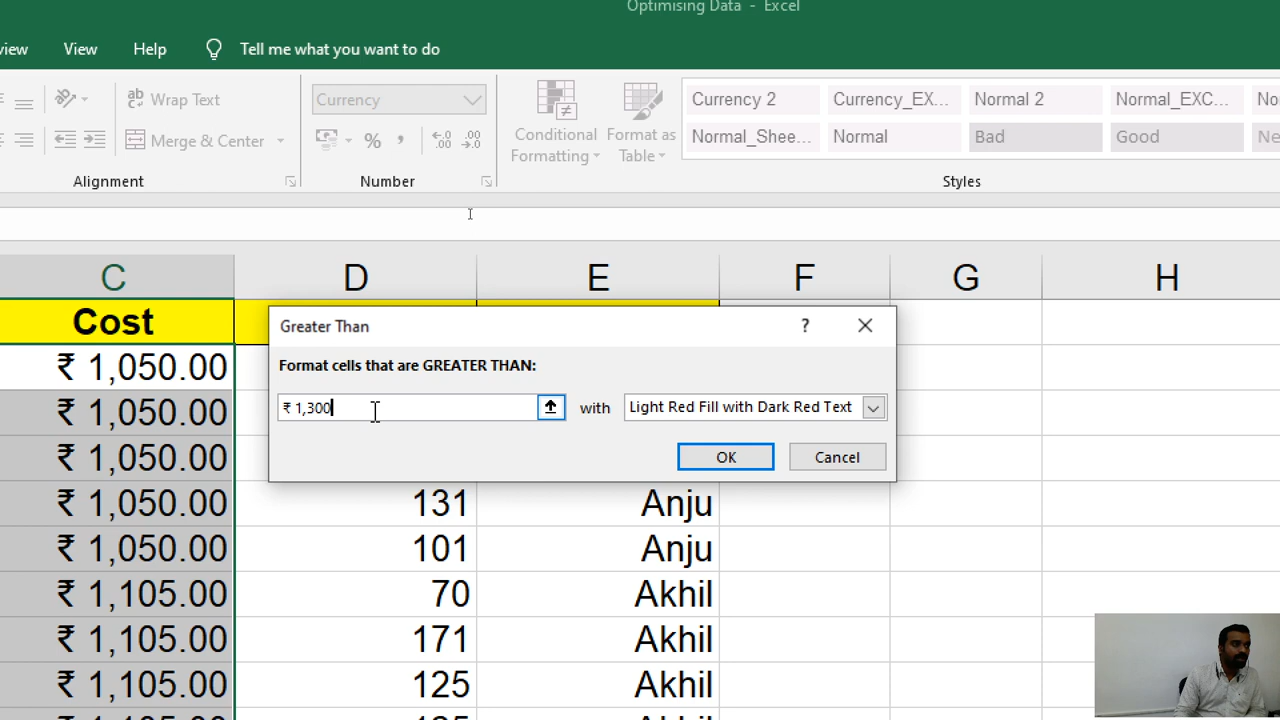 Optimising Data - Excel
view View Help Tell me what you want to do
Wrap Text Currency Conditional Formatting Format as Table Currency 2 Currency_EX... Normal 2 Normal_EXC... No
Merge & Center % , Normal_Shee... Normal Bad Good Ne
Alignment Number Styles
C D E F G H
Cost
₹ 1,050.00
₹ 1,050.00
₹ 1,050.00
₹ 1,050.00 131 Anju
₹ 1,050.00 101 Anju
₹ 1,105.00 70 Akhil
₹ 1,105.00 171 Akhil
₹ 1,105.00 125 Akhil
Greater Than ?
Format cells that are GREATER THAN:
₹ 1,300 with Light Red Fill with Dark Red Text
OK Cancel